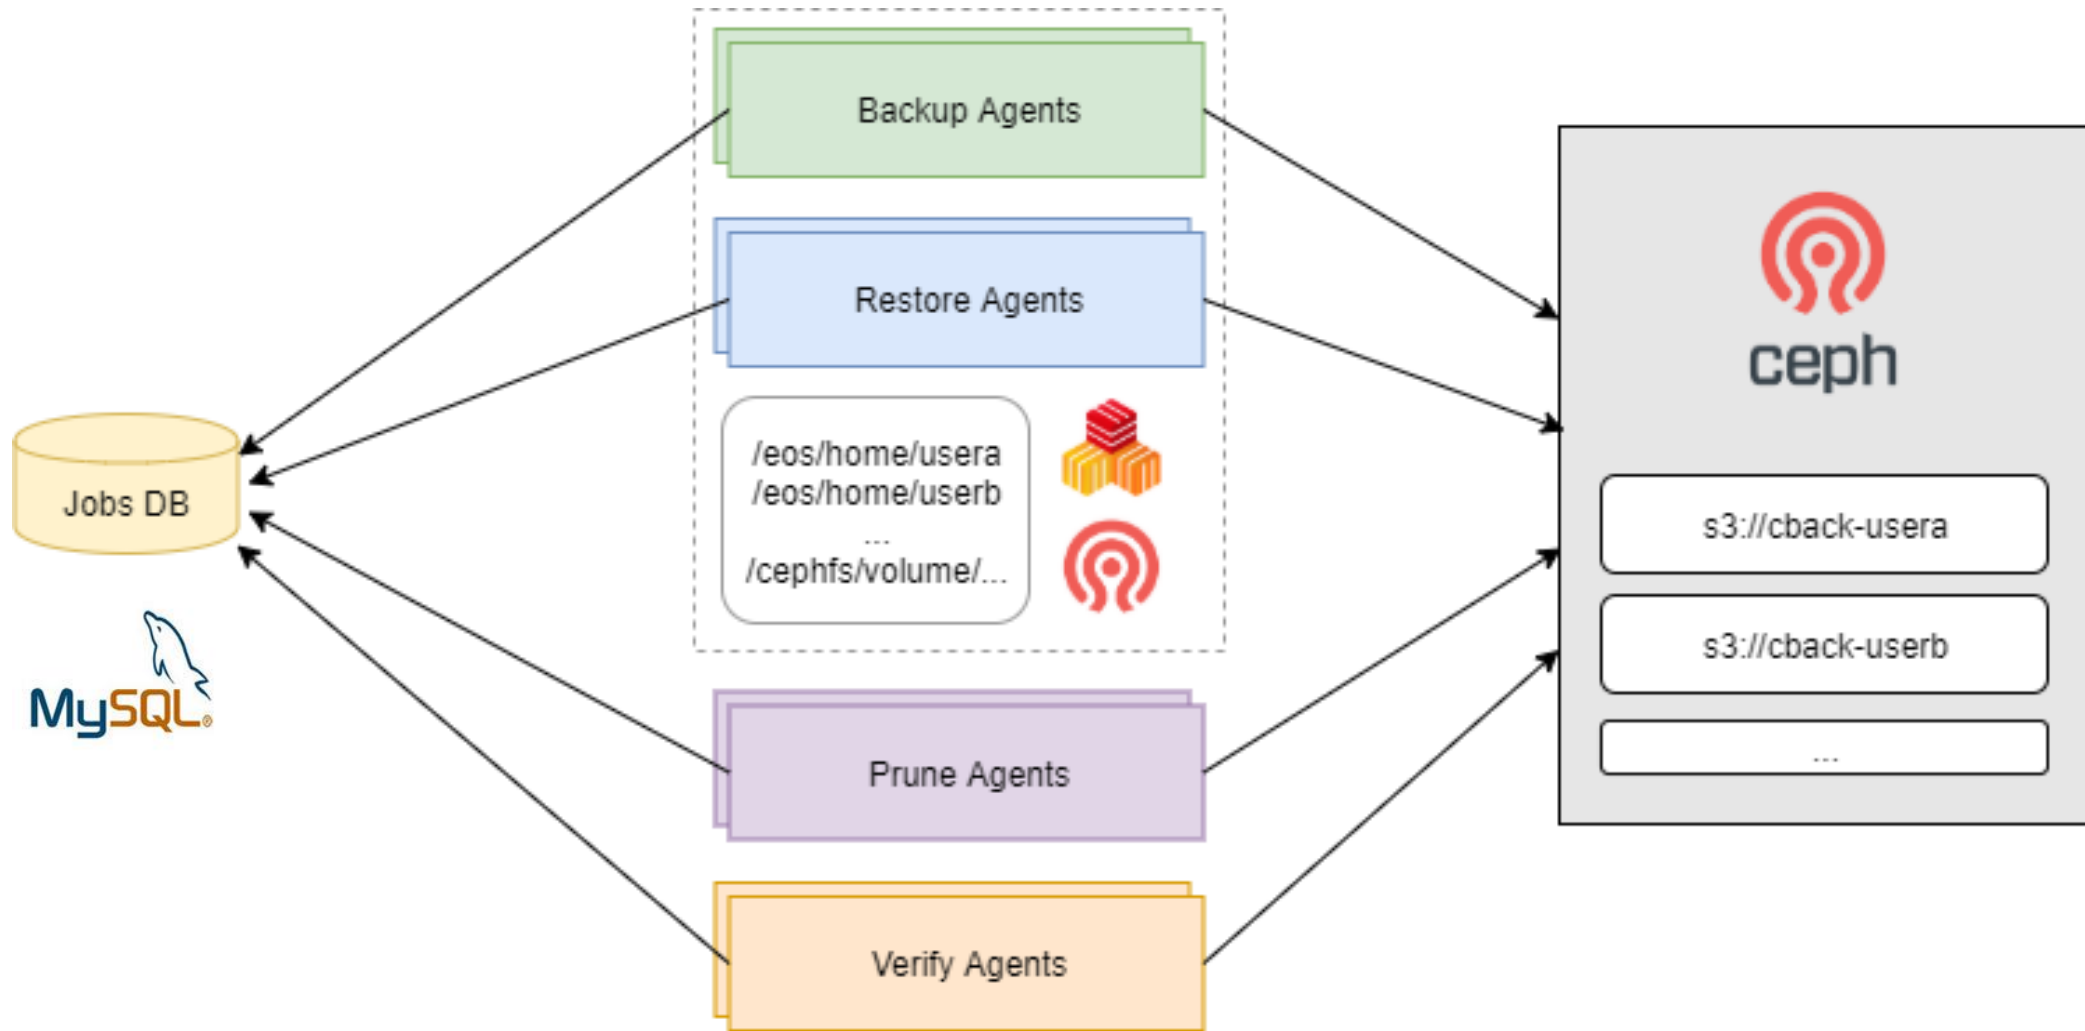 Backup Agents
Restore Agents
/eos/home/usera
/eos/home/userb
...
/cephfs/volume/...
Prune Agents
Verify Agents
Jobs DB
MySQL®
ceph
s3://cback-usera
s3://cback-userb
...